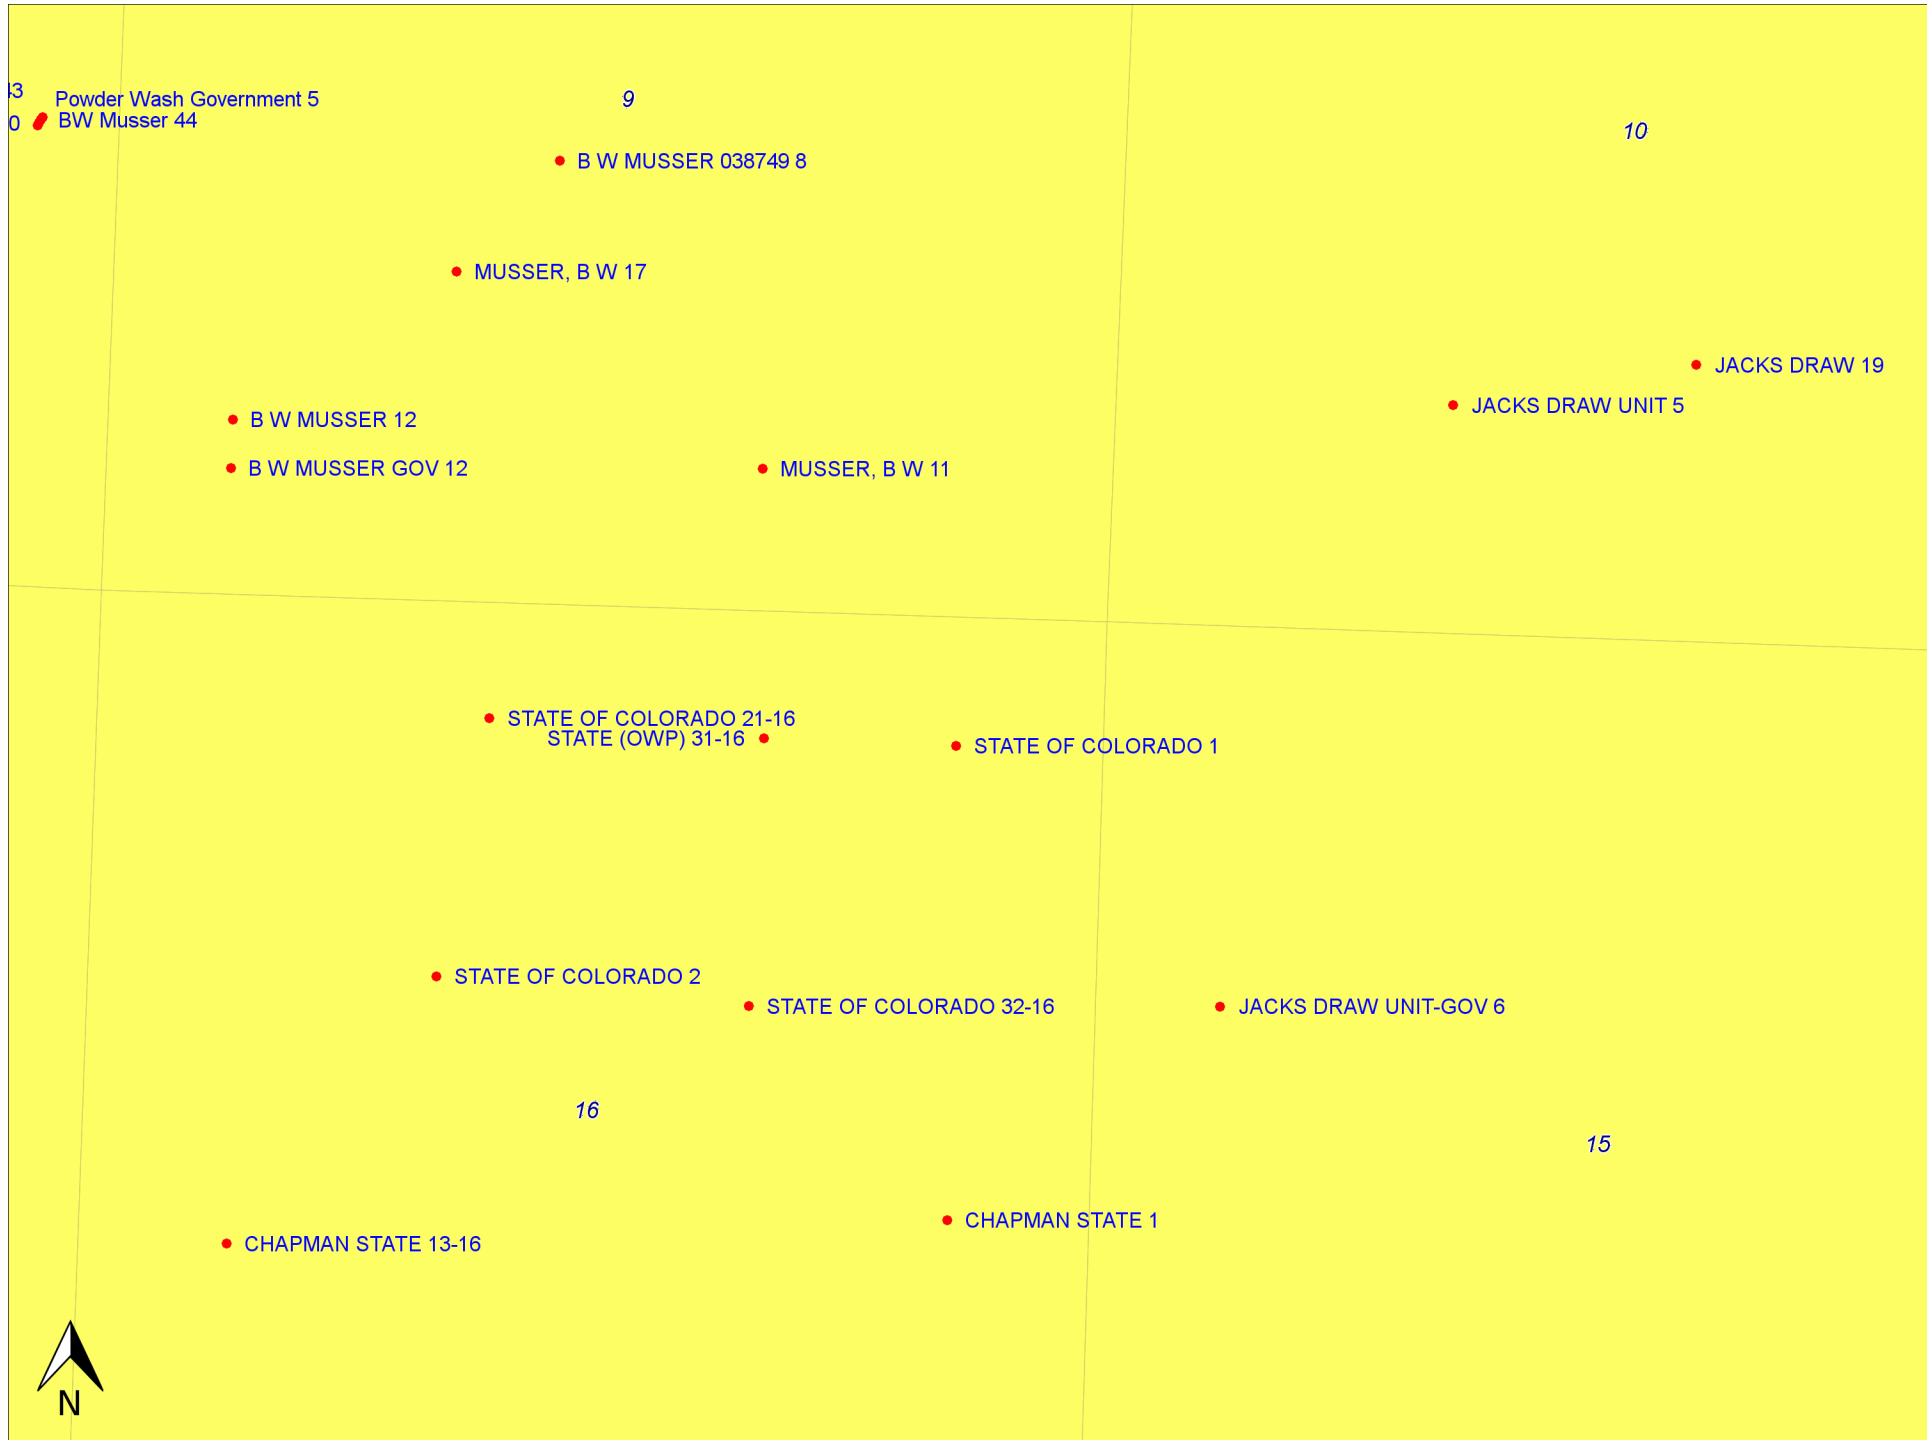 43
Powder Wash Government 5
9
0
BW Musser 44
10
B W MUSSER 038749 8
MUSSER, B W 17
JACKS DRAW 19
JACKS DRAW UNIT 5
B W MUSSER 12
B W MUSSER GOV 12
MUSSER, B W 11
STATE OF COLORADO 21-16
STATE (OWP) 31-16
STATE OF COLORADO 1
STATE OF COLORADO 2
STATE OF COLORADO 32-16
JACKS DRAW UNIT-GOV 6
16
15
CHAPMAN STATE 1
CHAPMAN STATE 13-16
N